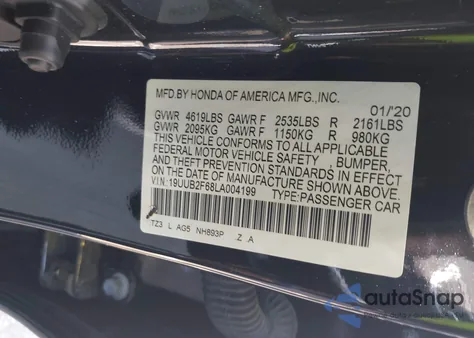 MFD.BY HONDA OF AMERICA MFG.,INC.
01/'20
GVWR 4619LBS GAWR F 2535LBS R 2161LBS
GVWR 2095KG GAWR F 1150KG R 980KG
THIS VEHICLE CONFORMS TO ALL APPLICABLE
FEDERAL MOTOR VEHICLE SAFETY , BUMPER,
AND THEFT PREVENTION STANDARDS IN EFFECT
ON THE DATE OF MANUFACTURE SHOWN ABOVE.
V.I.N: 19UUB2F68LA004199 TYPE:PASSENGER CAR
TZ3 L AG5 NH893P .Z .A
autoSnap